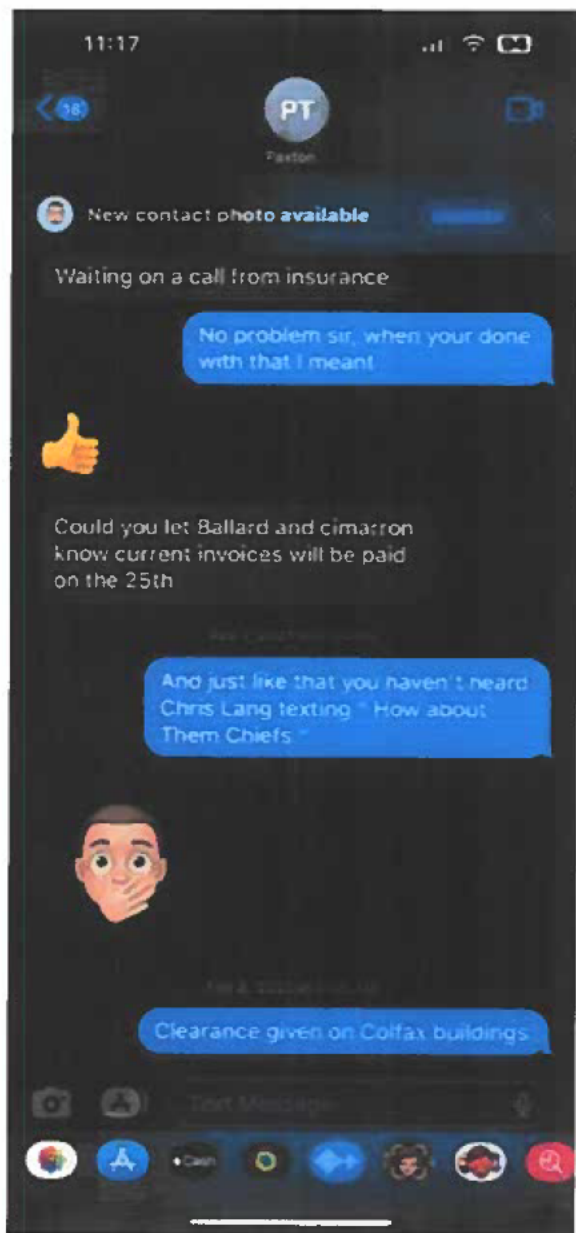 11:17
16
PT
Paxton
New contact photo available
Waiting on a call from insurance
No problem sir, when your done
with that I meant
Could you let Ballard and cimarron
know current invoices will be paid
on the 25th
And just like that you haven't heard
Chris Lang texting " How about
Them Chiefs "
Clearance given on Colfax buildings
Text Message
Cash